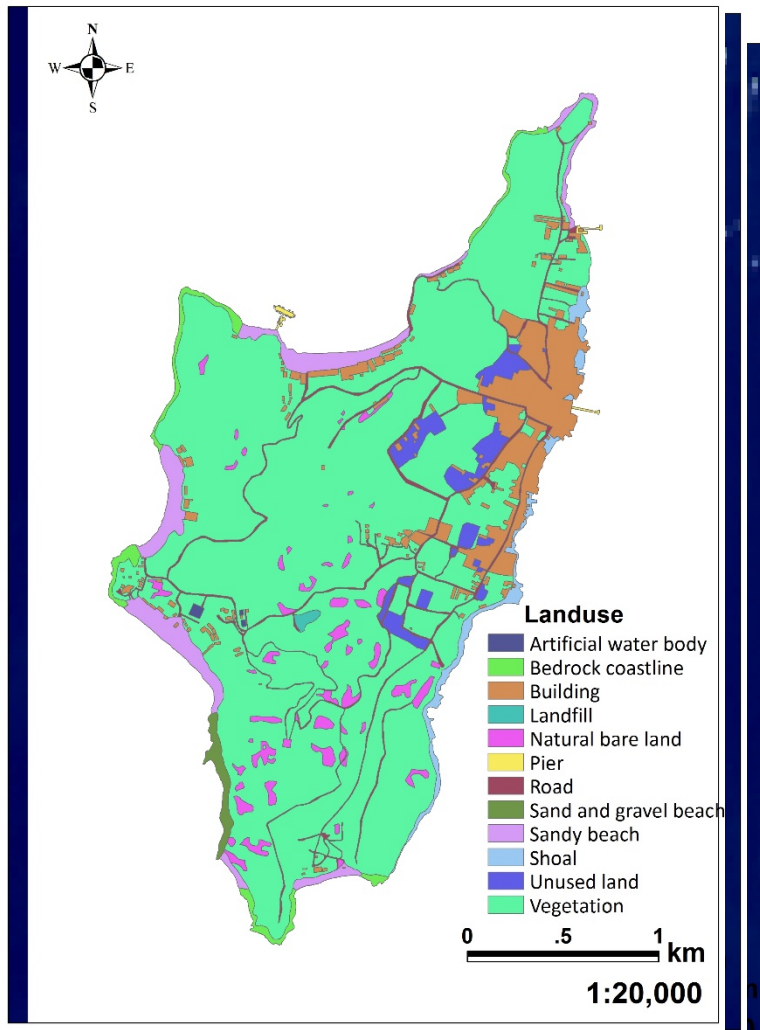 N
W E
S
Landuse
Artificial water body
Bedrock coastline
Building
Landfill
Natural bare land
Pier
Road
Sand and gravel beach
Sandy beach
Shoal
Unused land
Vegetation
0 .5 1
km
1:20,000